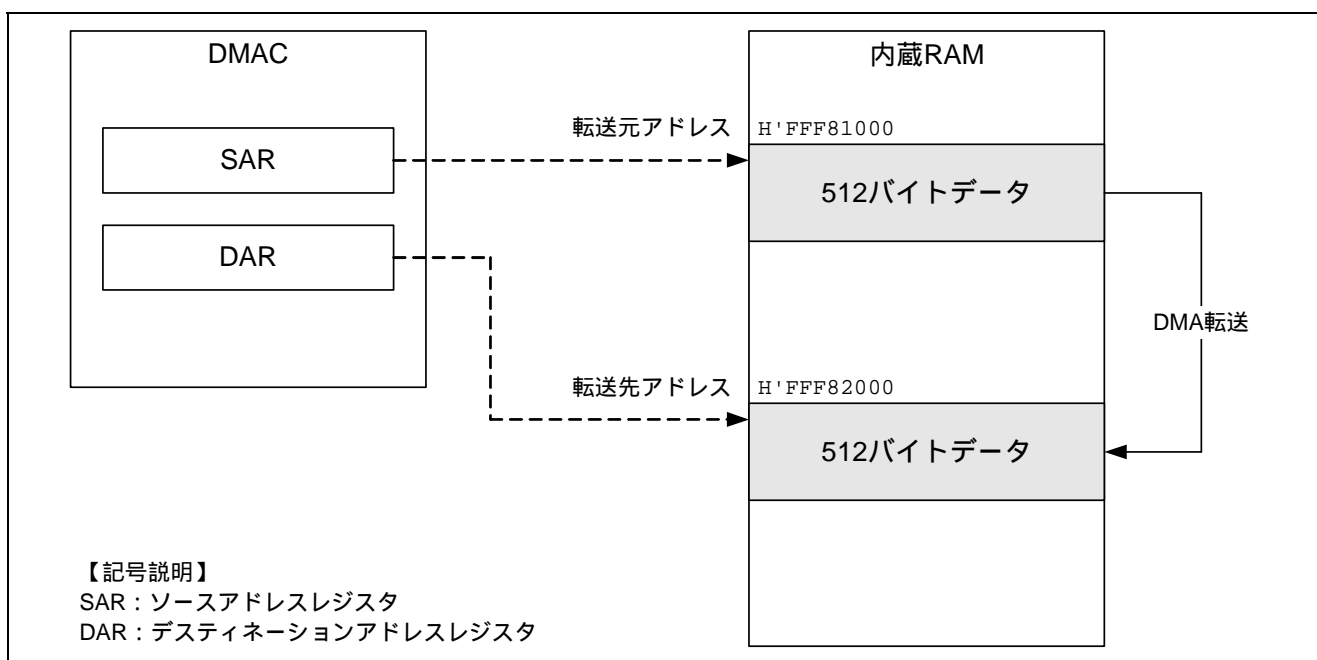 DMAC
SAR
DAR
内蔵RAM
転送元アドレス
H'FFF81000
512バイトデータ
DMA転送
転送先アドレス
H'FFF82000
512バイトデータ
【記号説明】
SAR:ソースアドレスレジスタ
DAR:デスティネーションアドレスレジスタ